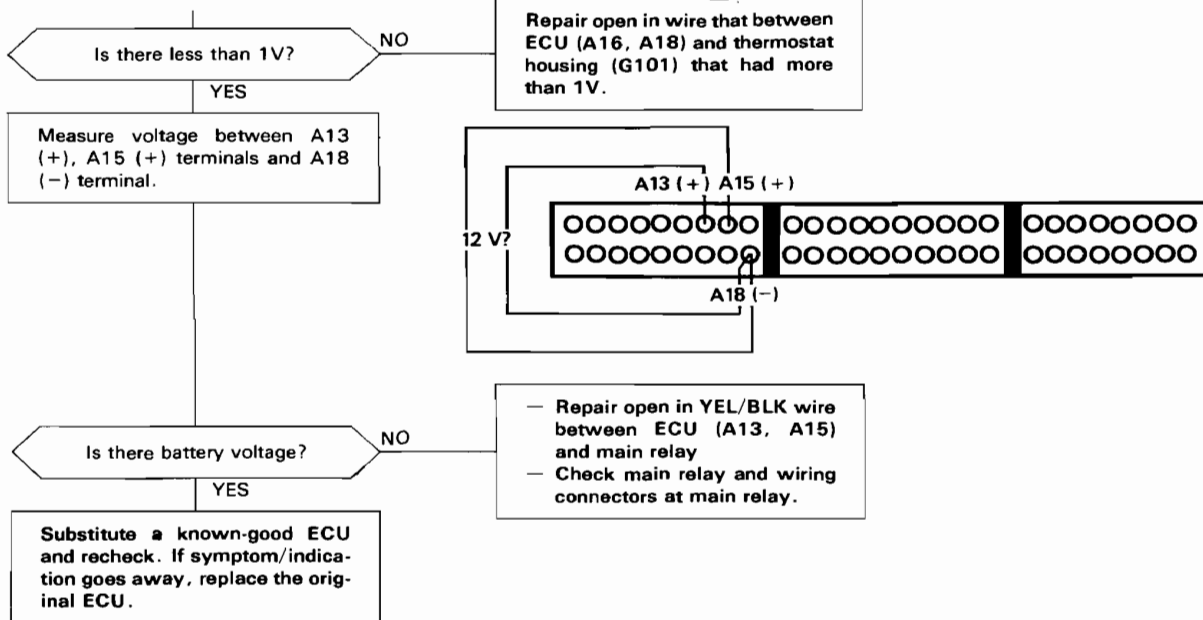 Is there less than 1V?
NO
Repair open in wire that between
ECU (A16, A18) and thermostat
housing (G101) that had more
than 1V.
YES
Measure voltage between A13
(+), A15 (+) terminals and A18
(−) terminal.
A13 (+) A15 (+)
12 V?
A18 (−)
Is there battery voltage?
NO
— Repair open in YEL/BLK wire
between ECU (A13, A15)
and main relay
— Check main relay and wiring
connectors at main relay.
YES
Substitute a known-good ECU
and recheck. If symptom/indica-
tion goes away, replace the orig-
inal ECU.